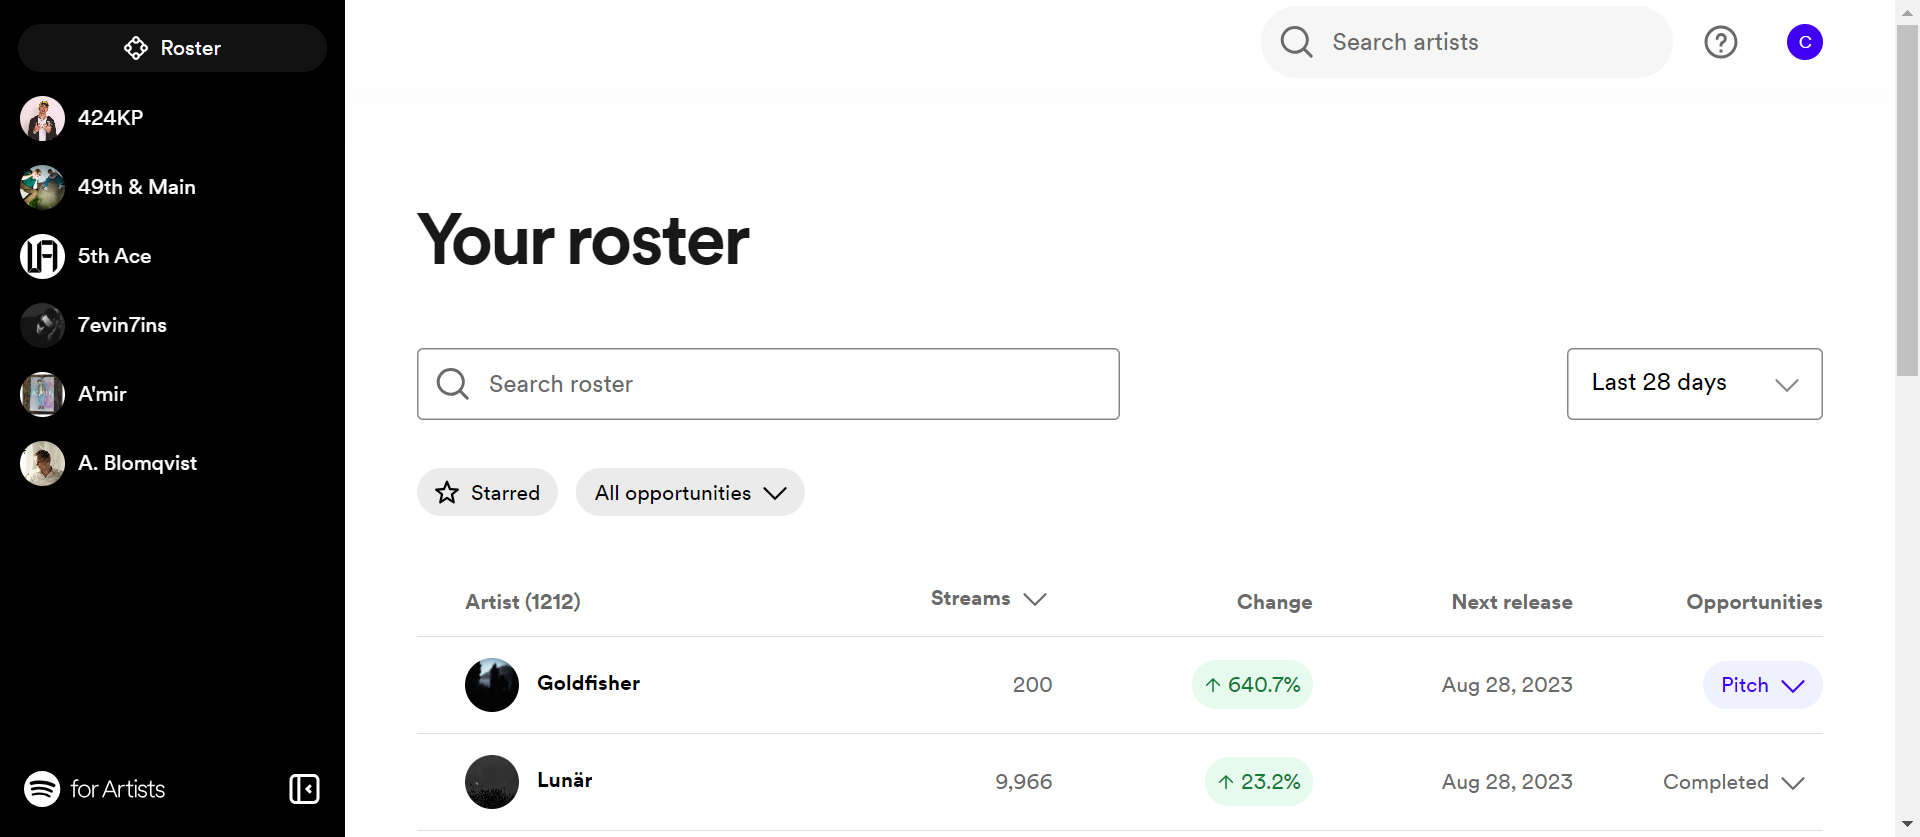 Roster
424KP
49th & Main
5th Ace
7evin7ins
A'mir
A. Blomqvist
for Artists
Search artists
C
Your roster
Search roster
Last 28 days
Starred
All opportunities
Artist (1212) Streams Change Next release Opportunities
Goldfisher 200 ↑ 640.7% Aug 28, 2023 Pitch
Lunär 9,966 ↑ 23.2% Aug 28, 2023 Completed